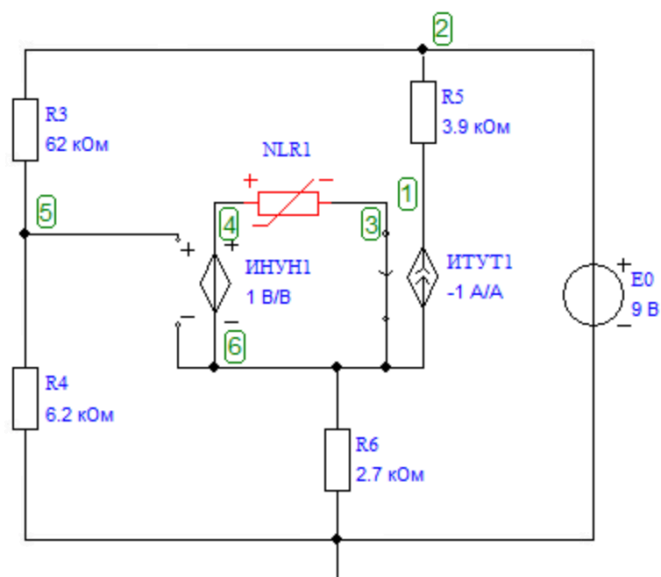 2
R3
62 кОм
R5
3.9 кОм
NLR1
+
−
1
5
4
3
+
−
ИНУН1
1 В/В
+
−
ИТУТ1
-1 А/А
+
−
E0
9 В
6
R4
6.2 кОм
R6
2.7 кОм